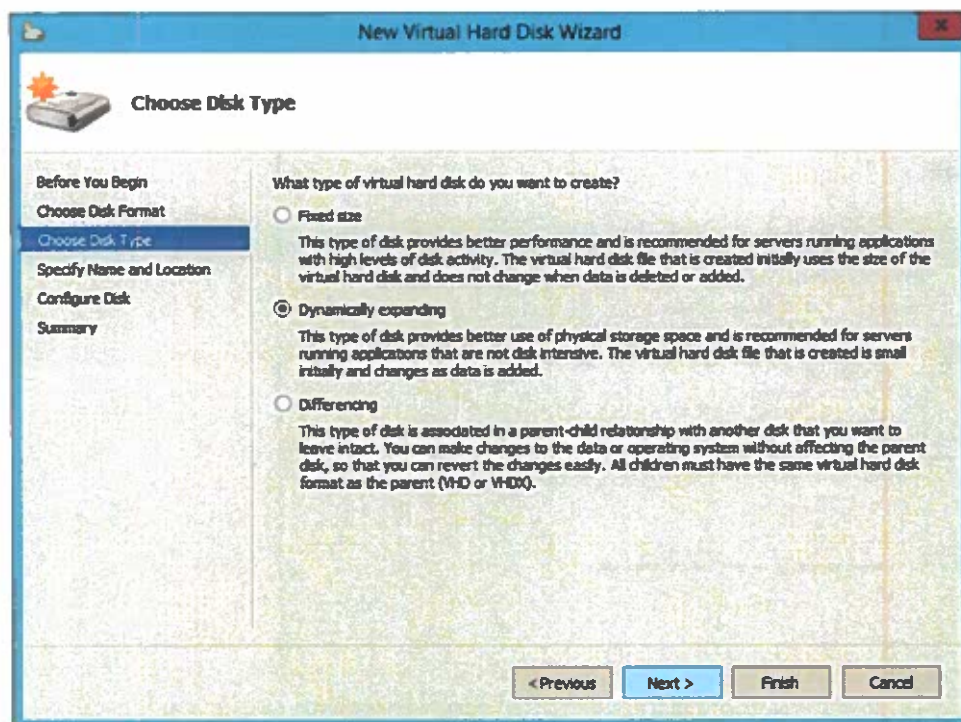 New Virtual Hard Disk Wizard
Choose Disk Type
Before You Begin
Choose Disk Format
Choose Disk Type
Specify Name and Location
Configure Disk
Summary
What type of virtual hard disk do you want to create?
Fixed size
This type of disk provides better performance and is recommended for servers running applications
with high levels of disk activity. The virtual hard disk file that is created initially uses the size of the
virtual hard disk and does not change when data is deleted or added.
Dynamically expanding
This type of disk provides better use of physical storage space and is recommended for servers
running applications that are not disk intensive. The virtual hard disk file that is created is small
initially and changes as data is added.
Differencing
This type of disk is associated in a parent-child relationship with another disk that you want to
leave intact. You can make changes to the data or operating system without affecting the parent
disk, so that you can revert the changes easily. All children must have the same virtual hard disk
format as the parent (VHD or VHDX).
< Previous
Next >
Finish
Cancel